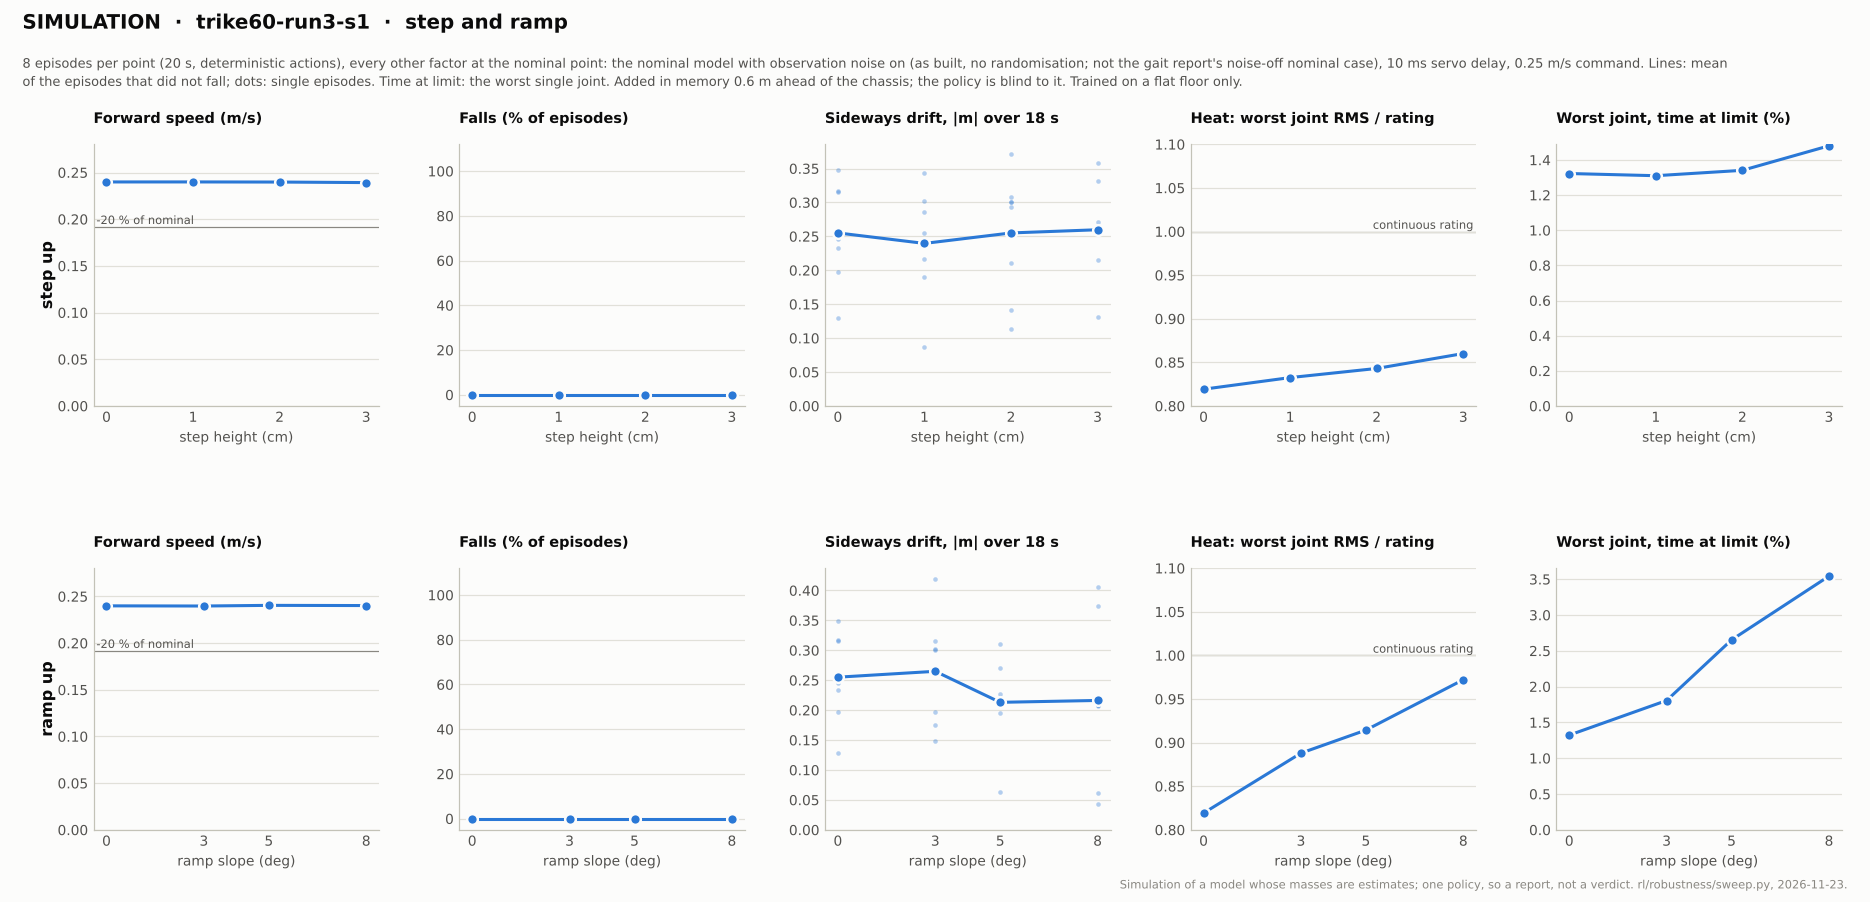 SIMULATION · trike60-run3-s1 · step and ramp
8 episodes per point (20 s, deterministic actions), every other factor at the nominal point: the nominal model with observation noise on (as built, no randomisation; not the gait report's noise-off nominal case), 10 ms servo delay, 0.25 m/s command. Lines: mean
of the episodes that did not fall; dots: single episodes. Time at limit: the worst single joint. Added in memory 0.6 m ahead of the chassis; the policy is blind to it. Trained on a flat floor only.
step up
Forward speed (m/s)
0.25
0.20
0.15
0.10
0.05
0.00
-20 % of nominal
0 1 2 3
step height (cm)
Falls (% of episodes)
100
80
60
40
20
0
0 1 2 3
step height (cm)
Sideways drift, |m| over 18 s
0.35
0.30
0.25
0.20
0.15
0.10
0.05
0.00
0 1 2 3
step height (cm)
Heat: worst joint RMS / rating
1.10
1.05
1.00
0.95
0.90
0.85
0.80
continuous rating
0 1 2 3
step height (cm)
Worst joint, time at limit (%)
1.4
1.2
1.0
0.8
0.6
0.4
0.2
0.0
0 1 2 3
step height (cm)
ramp up
Forward speed (m/s)
0.25
0.20
0.15
0.10
0.05
0.00
-20 % of nominal
0 3 5 8
ramp slope (deg)
Falls (% of episodes)
100
80
60
40
20
0
0 3 5 8
ramp slope (deg)
Sideways drift, |m| over 18 s
0.40
0.35
0.30
0.25
0.20
0.15
0.10
0.05
0.00
0 3 5 8
ramp slope (deg)
Heat: worst joint RMS / rating
1.10
1.05
1.00
0.95
0.90
0.85
0.80
continuous rating
0 3 5 8
ramp slope (deg)
Worst joint, time at limit (%)
3.5
3.0
2.5
2.0
1.5
1.0
0.5
0.0
0 3 5 8
ramp slope (deg)
Simulation of a model whose masses are estimates; one policy, so a report, not a verdict. rl/robustness/sweep.py, 2026-11-23.